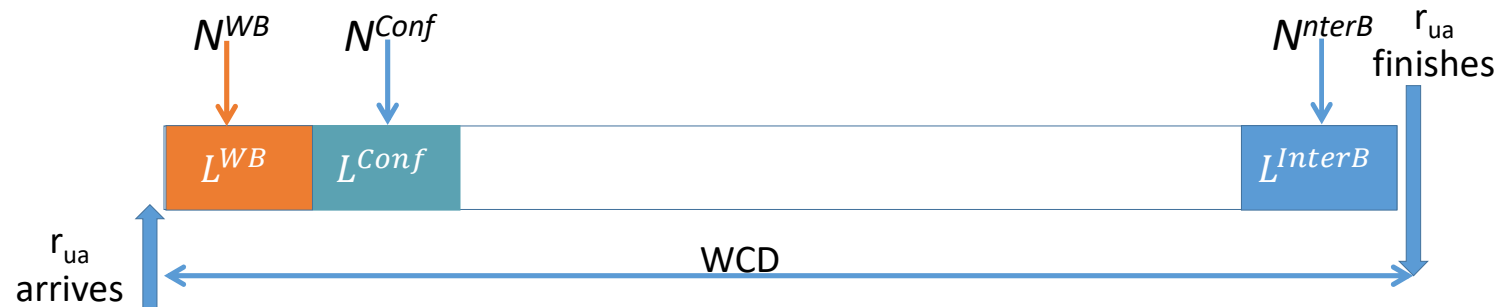 N^WB
N^Conf
N^nterB
r_ua
finishes
L^WB
L^Conf
L^InterB
r_ua
arrives
WCD